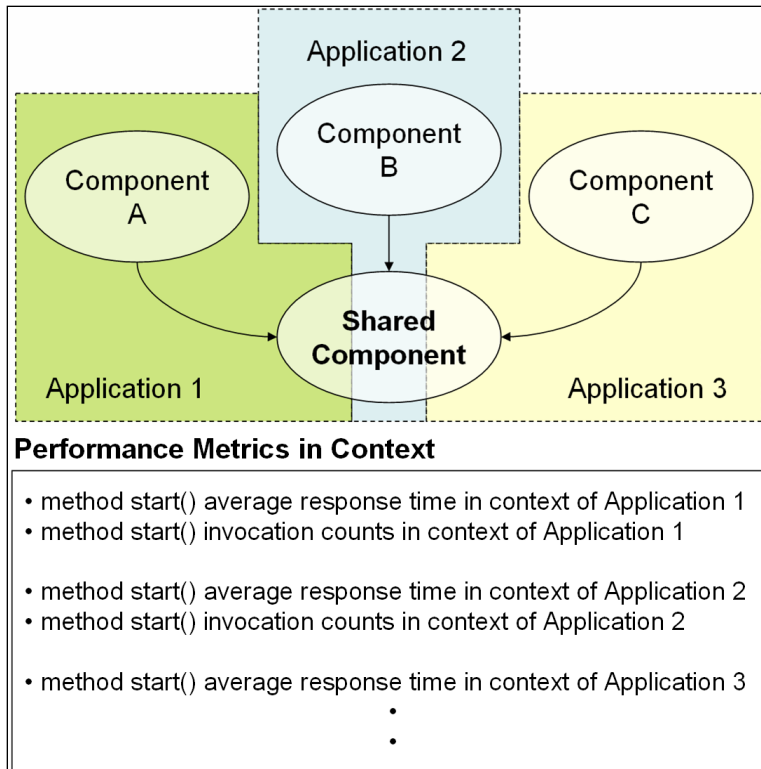 Application 2
Component
B
Component
A
Component
C
Shared
Component
Application 1
Application 3
Performance Metrics in Context
• method start() average response time in context of Application 1
• method start() invocation counts in context of Application 1
• method start() average response time in context of Application 2
• method start() invocation counts in context of Application 2
• method start() average response time in context of Application 3
•
•